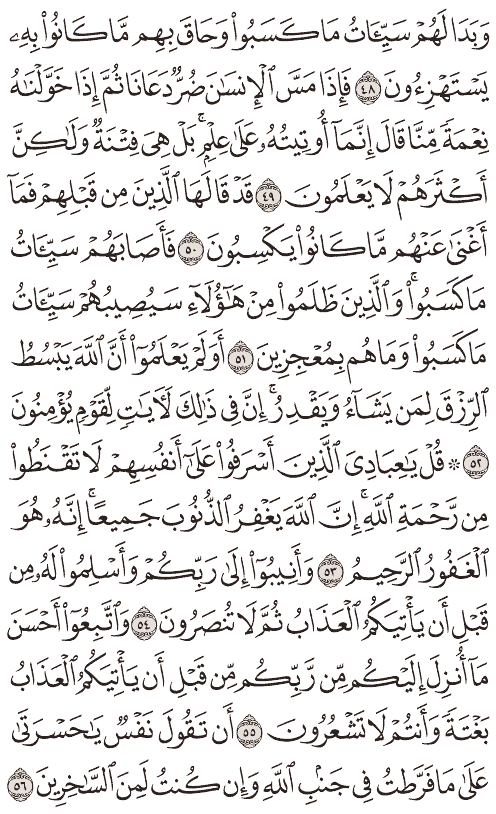 وَبَدَا لَهُمْ سَيِّـَٔاتُ مَا كَسَبُوا۟ وَحَاقَ بِهِم مَّا كَانُوا۟ بِهِۦ
يَسْتَهْزِءُونَ ٤٨ فَإِذَا مَسَّ ٱلْإِنسَـٰنَ ضُرٌّ دَعَانَا ثُمَّ إِذَا خَوَّلْنَـٰهُ
نِعْمَةً مِّنَّا قَالَ إِنَّمَآ أُوتِيتُهُۥ عَلَىٰ عِلْمٍۭ ۚ بَلْ هِىَ فِتْنَةٌ وَلَـٰكِنَّ
أَكْثَرَهُمْ لَا يَعْلَمُونَ ٤٩ قَدْ قَالَهَا ٱلَّذِينَ مِن قَبْلِهِمْ فَمَآ
أَغْنَىٰ عَنْهُم مَّا كَانُوا۟ يَكْسِبُونَ ٥٠ فَأَصَابَهُمْ سَيِّـَٔاتُ
مَا كَسَبُوا۟ ۚ وَٱلَّذِينَ ظَلَمُوا۟ مِنْ هَـٰٓؤُلَآءِ سَيُصِيبُهُمْ سَيِّـَٔاتُ
مَا كَسَبُوا۟ وَمَا هُم بِمُعْجِزِينَ ٥١ أَوَلَمْ يَعْلَمُوٓا۟ أَنَّ ٱللَّهَ يَبْسُطُ
ٱلرِّزْقَ لِمَن يَشَآءُ وَيَقْدِرُ ۚ إِنَّ فِى ذَٰلِكَ لَـَٔايَـٰتٍ لِّقَوْمٍ يُؤْمِنُونَ
٥٢ ۞ قُلْ يَـٰعِبَادِىَ ٱلَّذِينَ أَسْرَفُوا۟ عَلَىٰٓ أَنفُسِهِمْ لَا تَقْنَطُوا۟
مِن رَّحْمَةِ ٱللَّهِ ۚ إِنَّ ٱللَّهَ يَغْفِرُ ٱلذُّنُوبَ جَمِيعًا ۚ إِنَّهُۥ هُوَ
ٱلْغَفُورُ ٱلرَّحِيمُ ٥٣ وَأَنِيبُوٓا۟ إِلَىٰ رَبِّكُمْ وَأَسْلِمُوا۟ لَهُۥ مِن
قَبْلِ أَن يَأْتِيَكُمُ ٱلْعَذَابُ ثُمَّ لَا تُنصَرُونَ ٥٤ وَٱتَّبِعُوٓا۟ أَحْسَنَ
مَآ أُنزِلَ إِلَيْكُم مِّن رَّبِّكُم مِّن قَبْلِ أَن يَأْتِيَكُمُ ٱلْعَذَابُ
بَغْتَةً وَأَنتُمْ لَا تَشْعُرُونَ ٥٥ أَن تَقُولَ نَفْسٌ يَـٰحَسْرَتَىٰ
عَلَىٰ مَا فَرَّطتُ فِى جَنۢبِ ٱللَّهِ وَإِن كُنتُ لَمِنَ ٱلسَّـٰخِرِينَ ٥٦